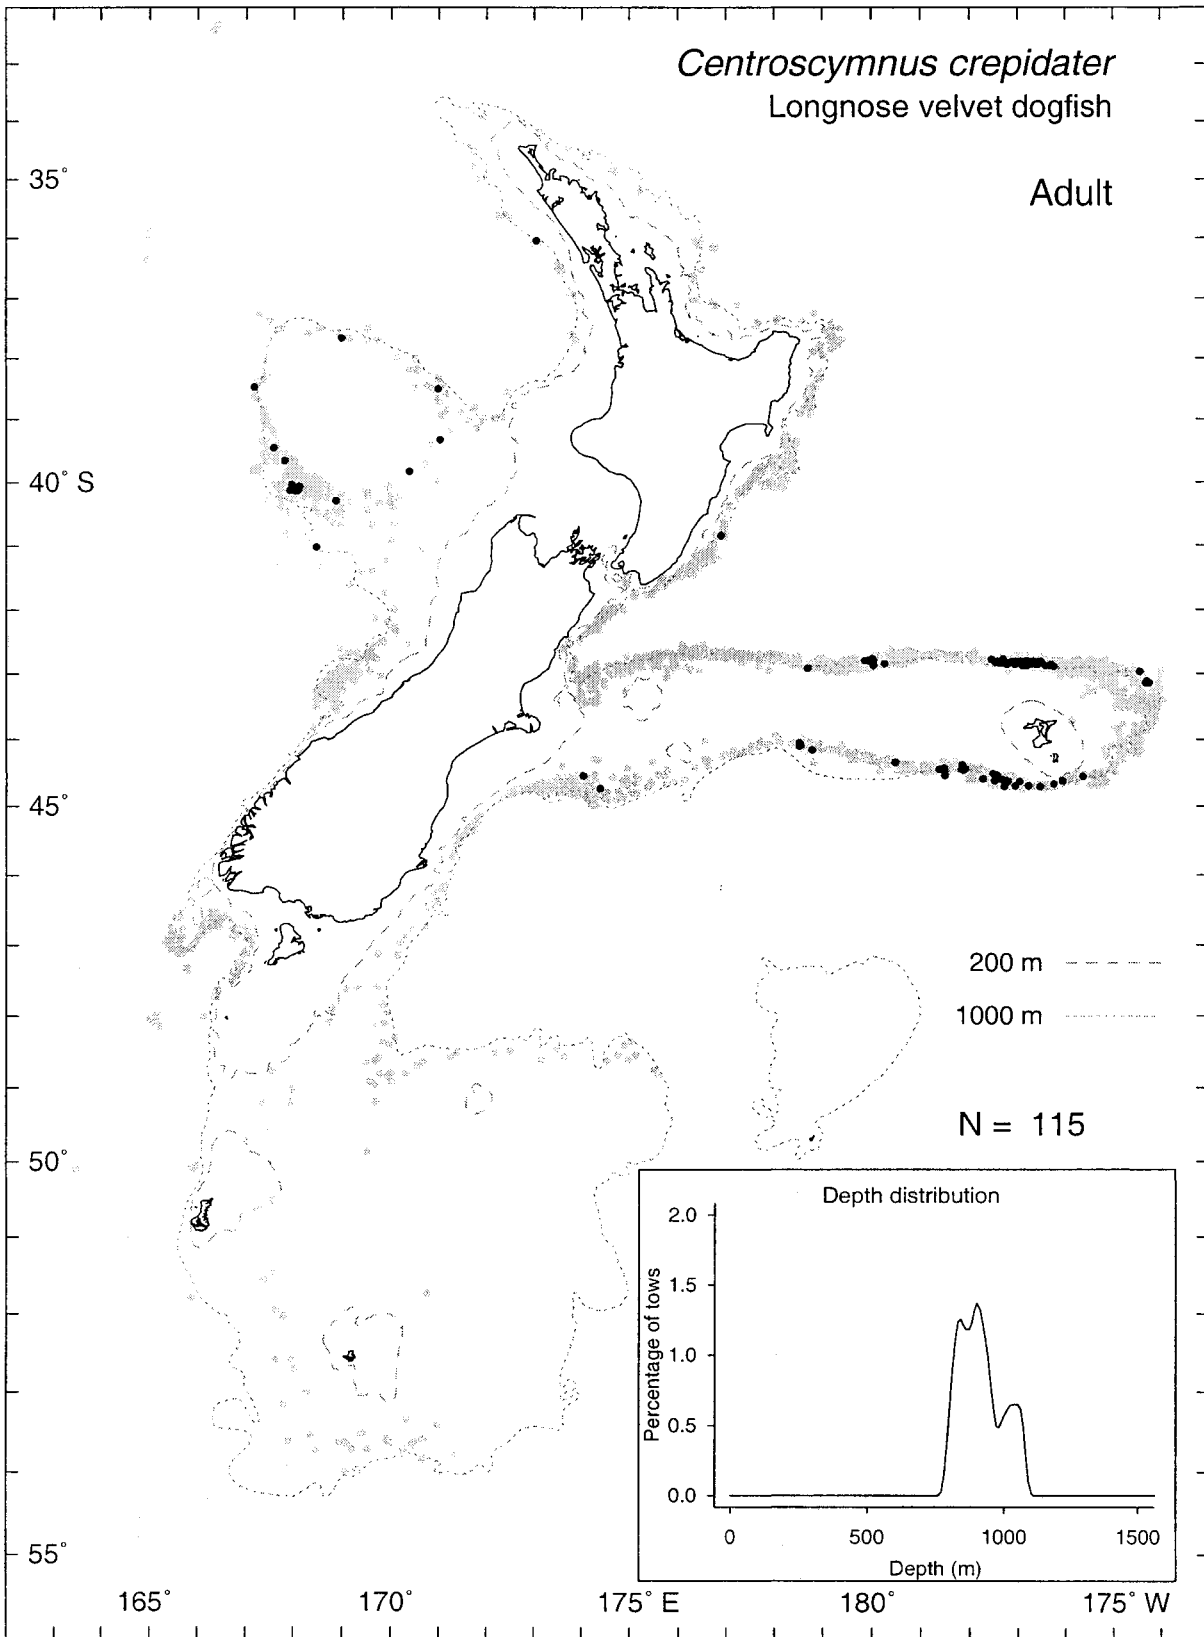 Centroscymnus crepidater
Longnose velvet dogfish
Adult
35°
40° S
45°
200 m
1000 m
N = 115
50°
Depth distribution
2.0
1.5
1.0
0.5
0.0
Percentage of tows
0 500 1000 1500
Depth (m)
55°
165° 170° 175° E 180° 175° W